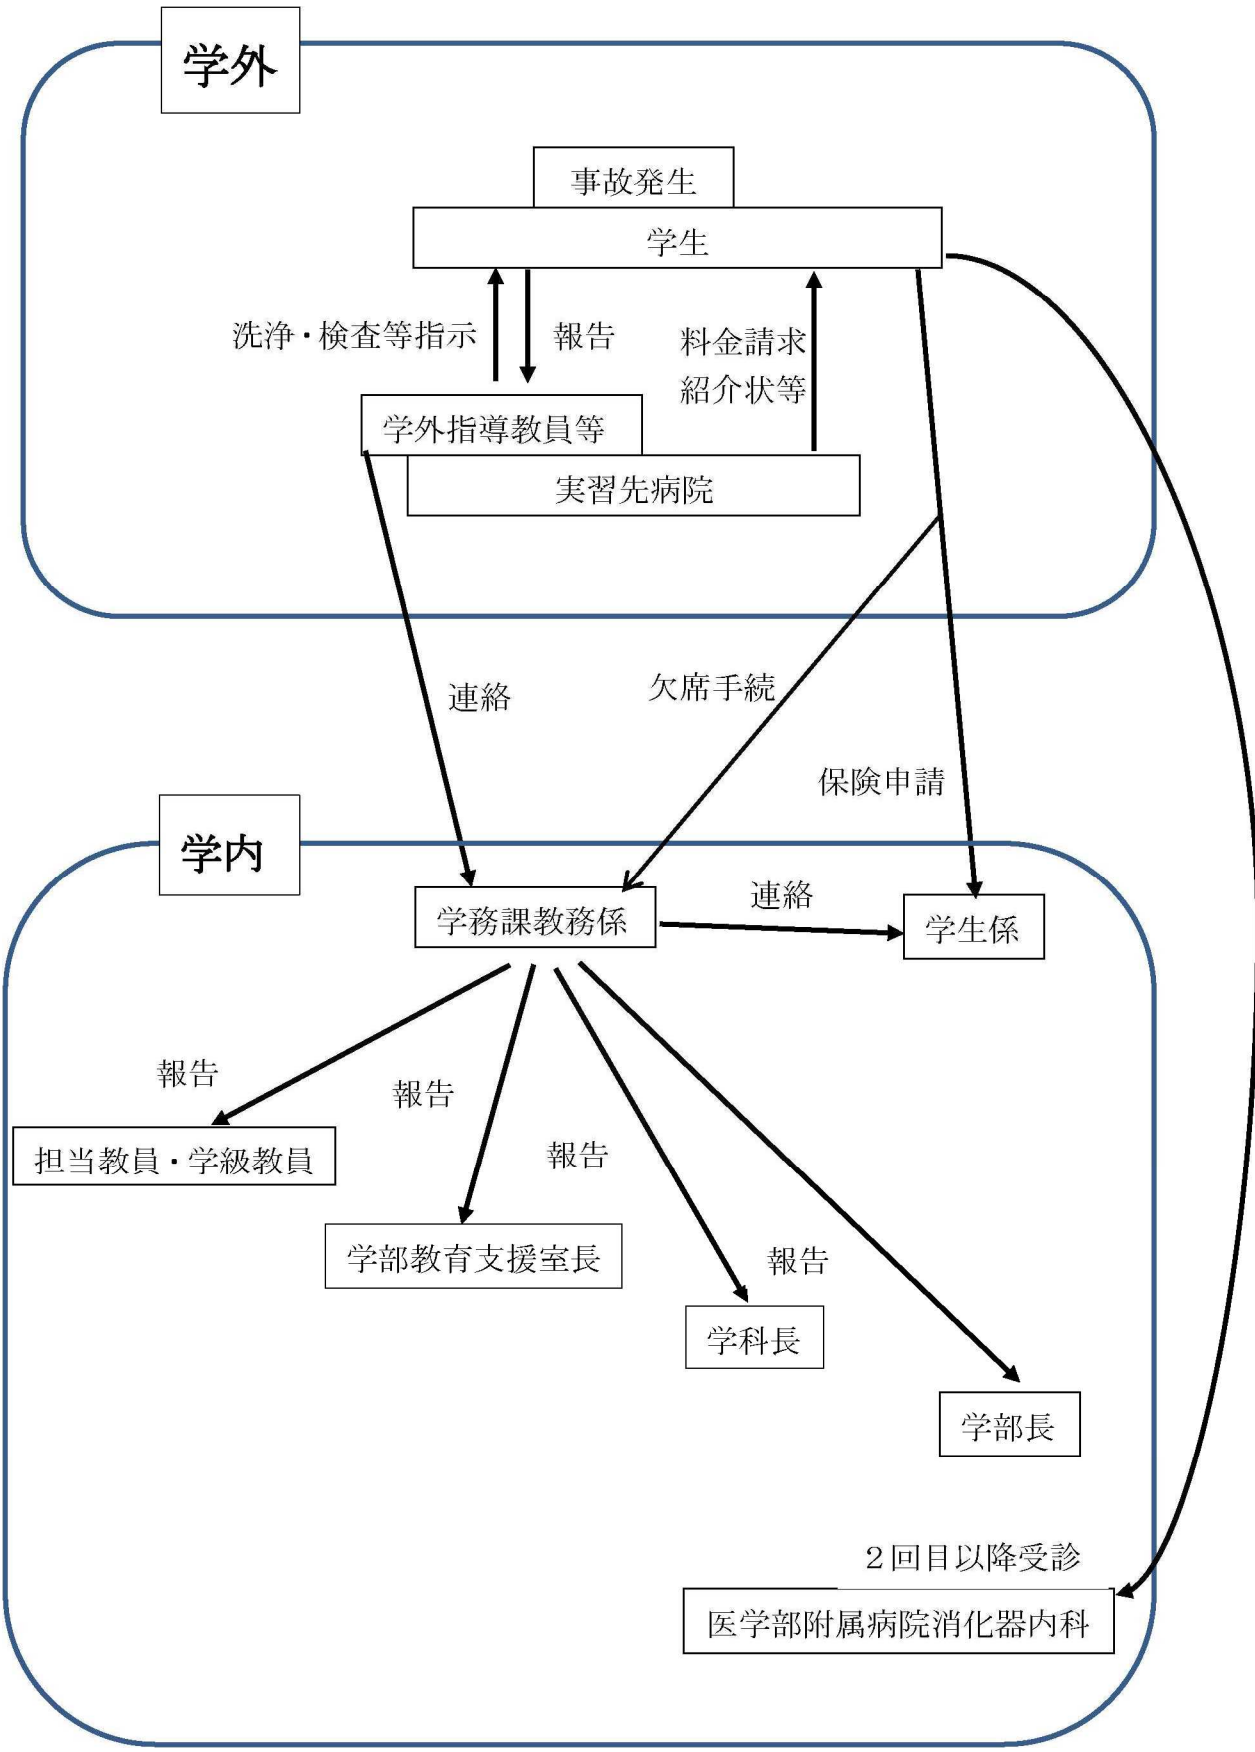 学外
事故発生
学生
洗浄・検査等指示
報告
料金請求
紹介状等
学外指導教員等
実習先病院
連絡
欠席手続
保険申請
学内
学務課教務係
連絡
学生係
報告
報告
報告
報告
担当教員・学級教員
学部教育支援室長
学科長
学部長
２回目以降受診
医学部附属病院消化器内科